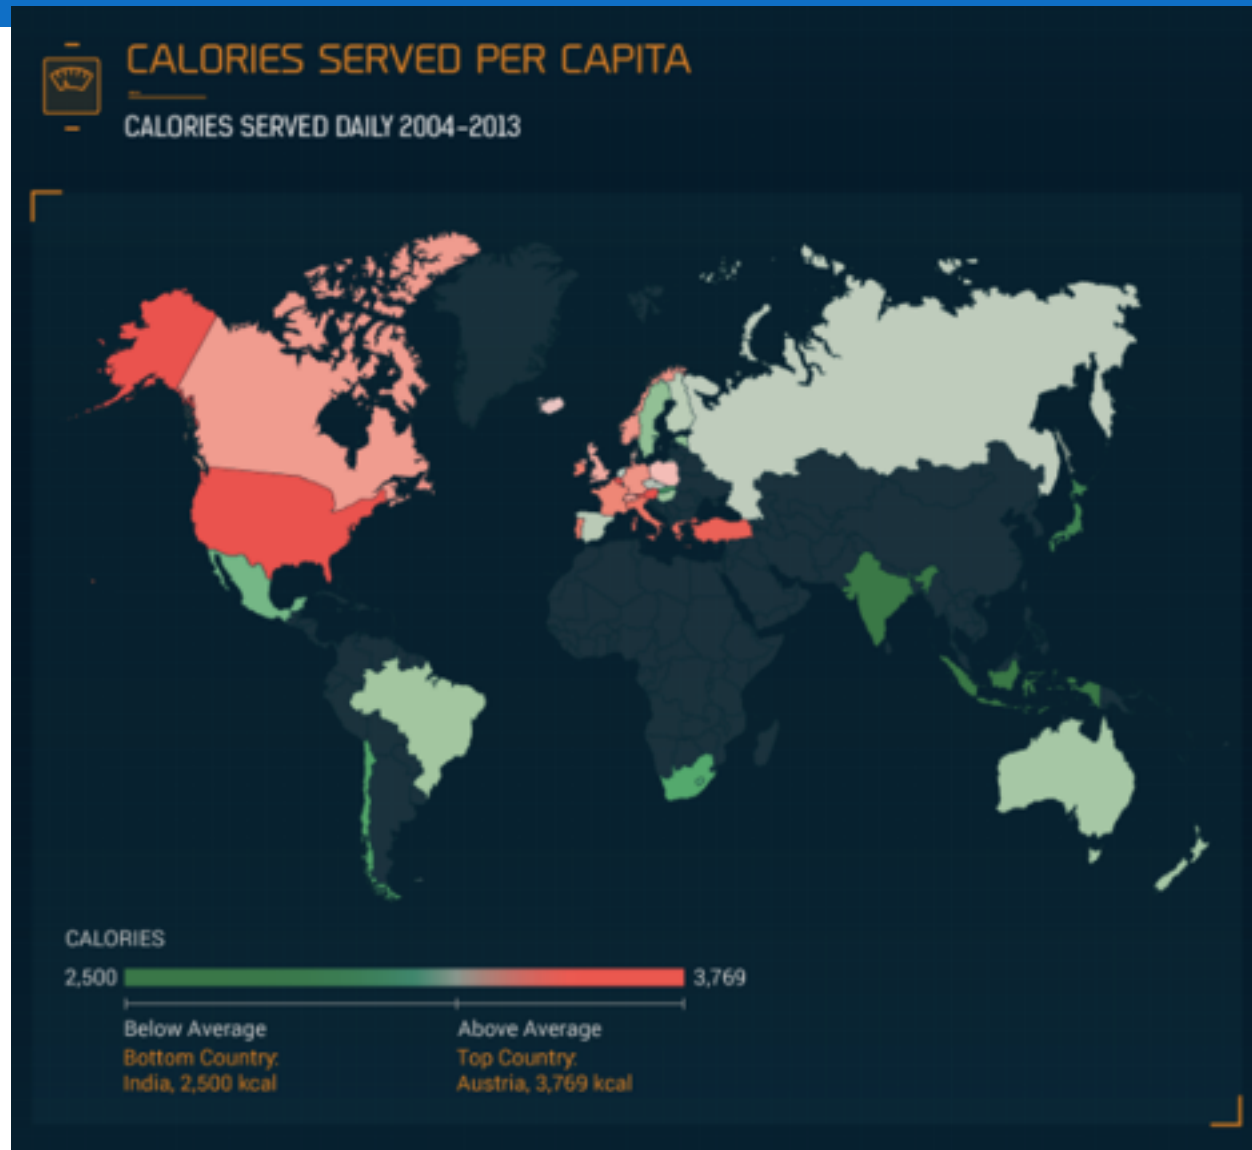 CALORIES SERVED PER CAPITA
CALORIES SERVED DAILY 2004-2013
CALORIES
2,500
3,769
Below Average
Above Average
Bottom Country:
India, 2,500 kcal
Top Country:
Austria, 3,769 kcal